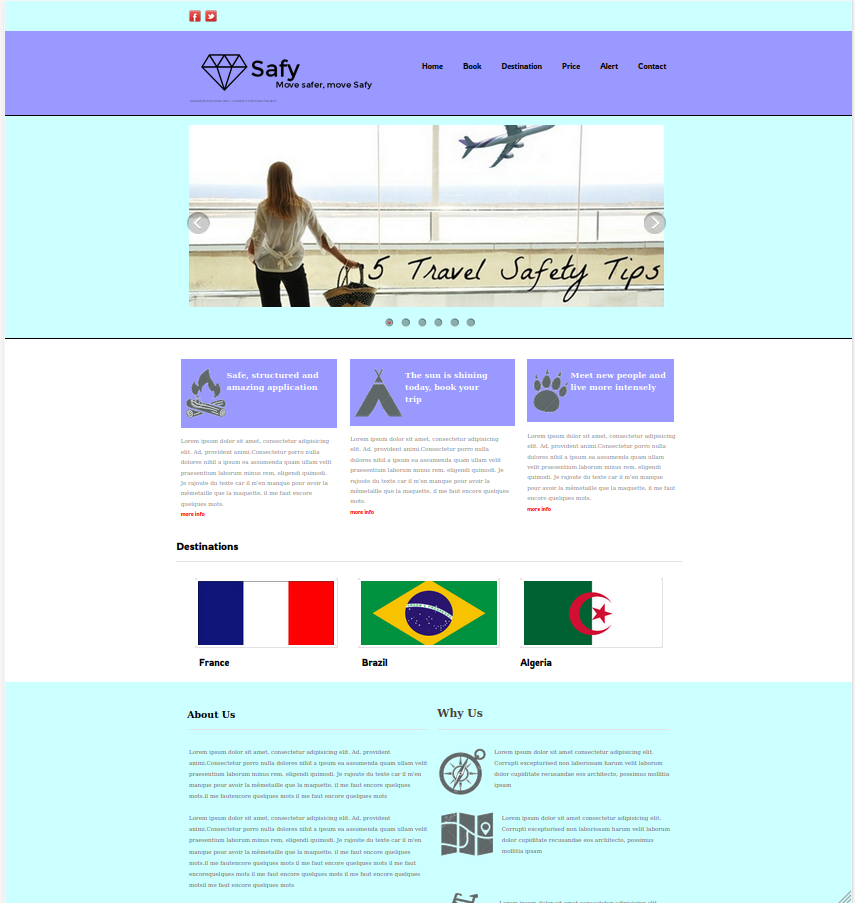 Safy
Move safer, move Safy
Home Book Destination Price Alert Contact
5 Travel Safety Tips
Safe, structured and
amazing application
Lorem ipsum dolor sit amet, consectetur adipisicing
elit. Ad, provident animi.Consectetur porro nulla
dolores nihil a ipsum ea assumenda quam ullam velit
praesentium laborum minus rem, eligendi quimodi.
Je rajoute du texte car il m'en manque pour avoir la
mêmetaille que la maquette, il me faut encore
quelques mots.
more info
The sun is shining
today, book your
trip
Lorem ipsum dolor sit amet, consectetur adipisicing
elit. Ad, provident animi.Consectetur porro nulla
dolores nihil a ipsum ea assumenda quam ullam velit
praesentium laborum minus rem, eligendi quimodi. Je
rajoute du texte car il m'en manque pour avoir la
mêmetaille que la maquette, il me faut encore quelques
mots.
more info
Meet new people and
live more intensely
Lorem ipsum dolor sit amet, consectetur adipisicing
elit. Ad, provident animi.Consectetur porro nulla
dolores nihil a ipsum ea assumenda quam ullam
velit praesentium laborum minus rem, eligendi
quimodi. Je rajoute du texte car il m'en manque
pour avoir la mêmetaille que la maquette, il me faut
encore quelques mots.
more info
Destinations
France
Brazil
Algeria
About Us
Lorem ipsum dolor sit amet, consectetur adipisicing elit. Ad, provident
animi.Consectetur porro nulla dolores nihil a ipsum ea assumenda quam ullam velit
praesentium laborum minus rem, eligendi quimodi. Je rajoute du texte car il m'en
manque pour avoir la mêmetaille que la maquette, il me faut encore quelques
mots.il me fautencore quelques mots il me faut encore quelques mots
Lorem ipsum dolor sit amet, consectetur adipisicing elit. Ad, provident
animi.Consectetur porro nulla dolores nihil a ipsum ea assumenda quam ullam velit
praesentium laborum minus rem, eligendi quimodi. Je rajoute du texte car il m'en
manque pour avoir la mêmetaille que la maquette, il me faut encore quelques
mots.il me faut encore quelques mots il me faut encore quelques mots il me faut
encorequelques mots il me faut encore quelques mots il me faut encore quelques
motsil me faut encore quelques mots
Why Us
Lorem ipsum dolor sit amet consectetur adipisicing elit.
Corrupti excepturised non laboriosam harum velit laborum
dolor cupiditate recusandae eos architecto, possimus mollitia
ipsam
Lorem ipsum dolor sit amet consectetur adipisicing elit.
Corrupti excepturised non laboriosam harum velit laborum
dolor cupiditate recusandae eos architecto, possimus
mollitia ipsam